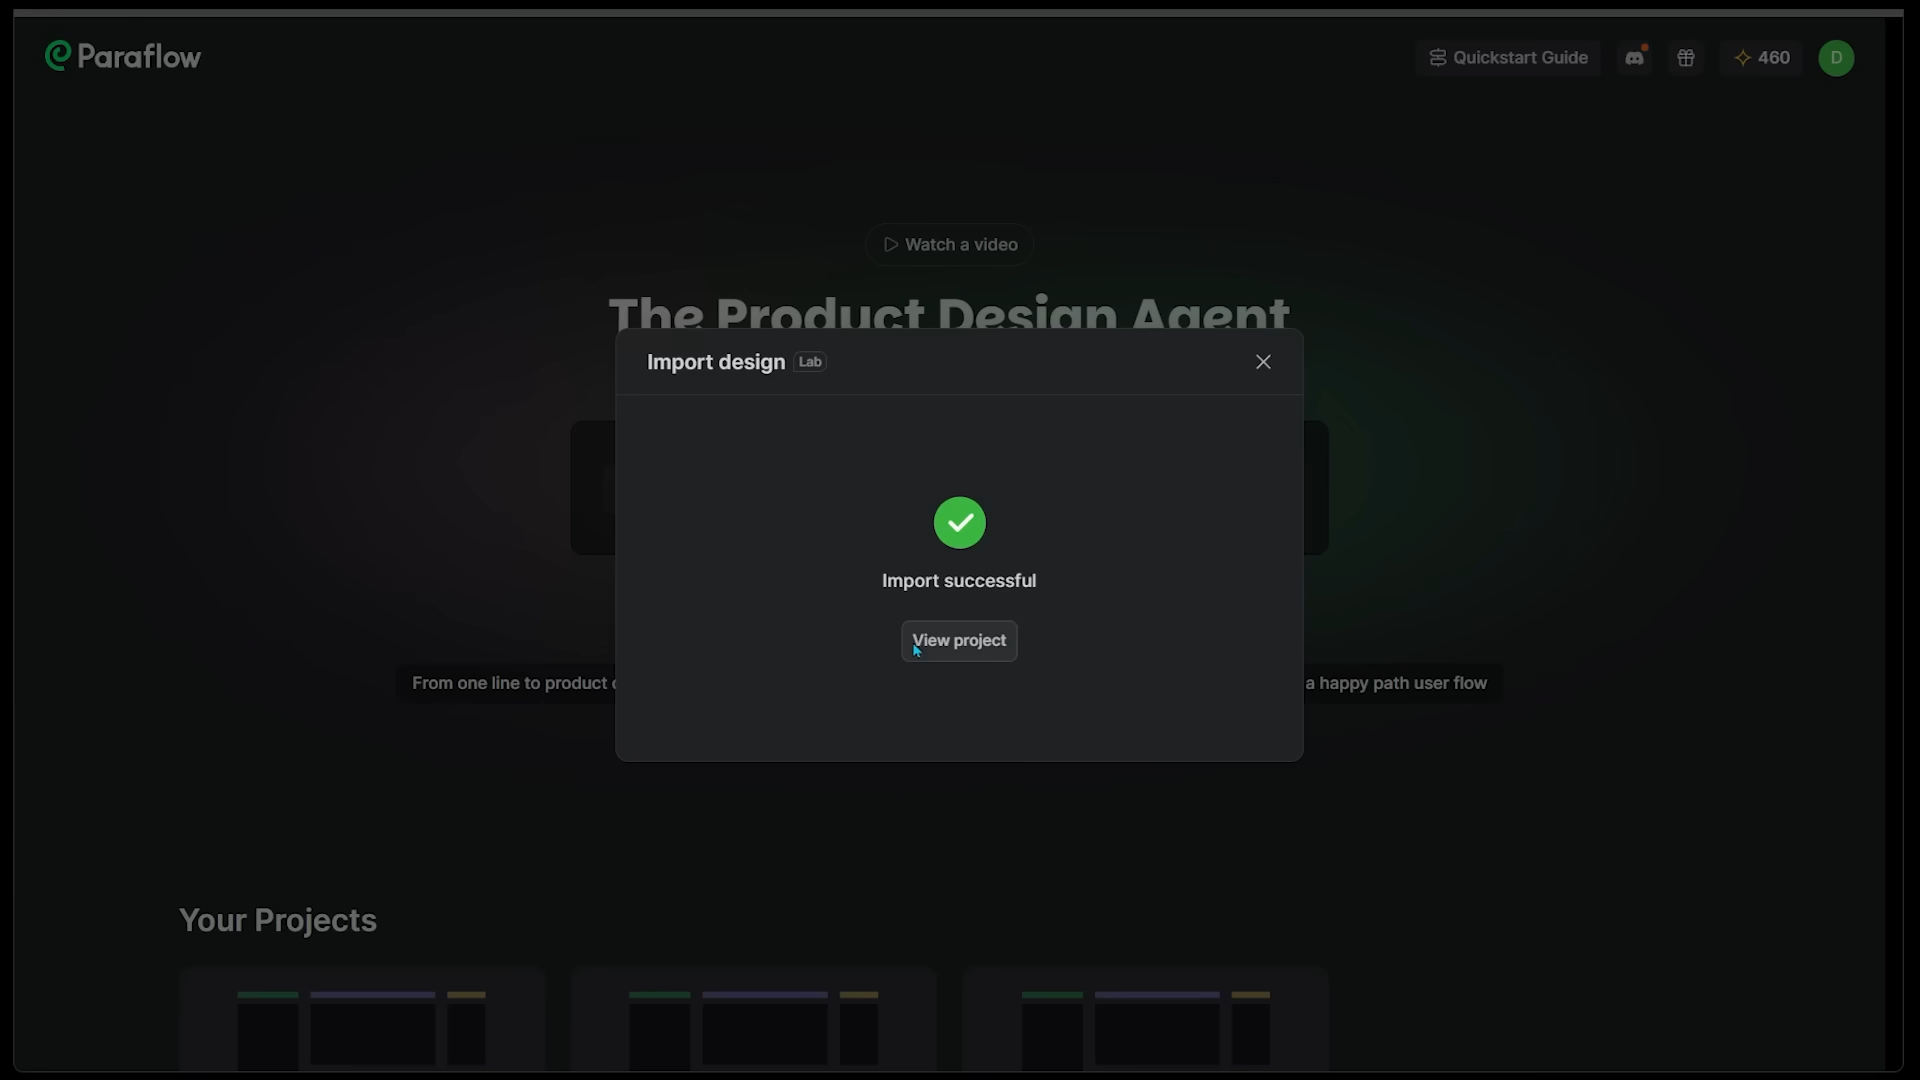 Paraflow
Quickstart Guide
460
D
Watch a video
The Product Design Agent
Import design Lab
Import successful
View project
From one line to product
a happy path user flow
Your Projects